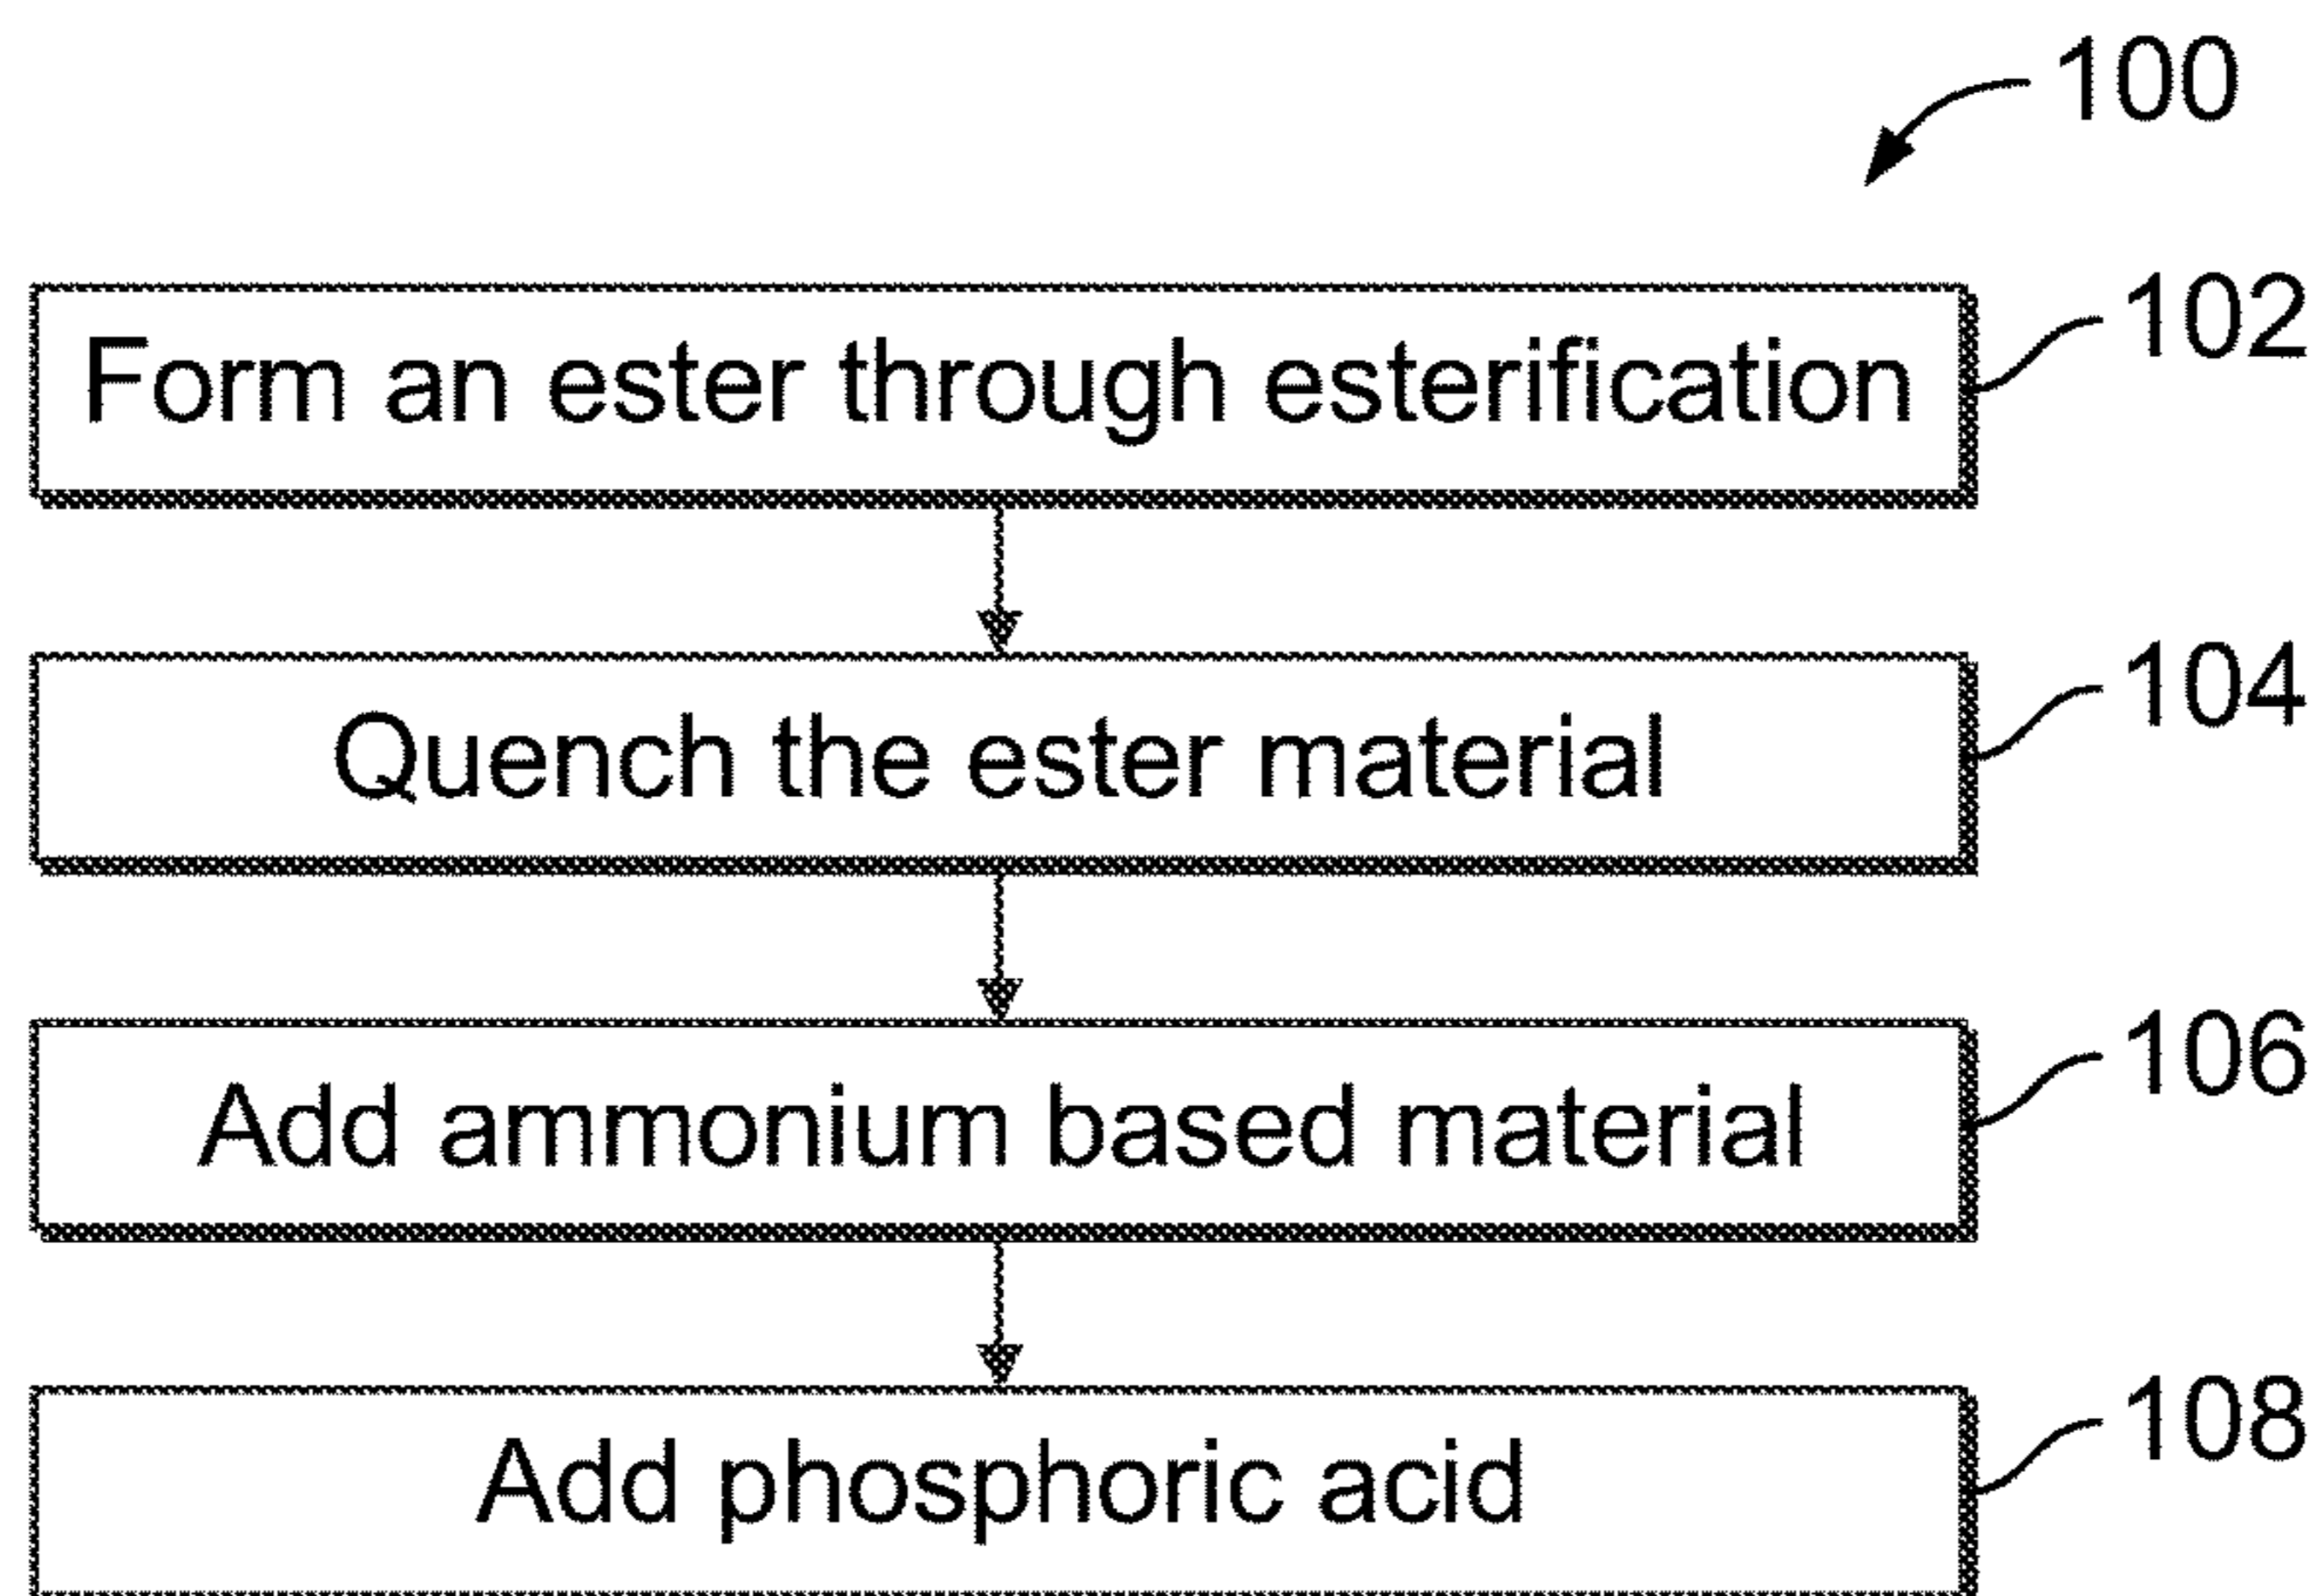 100
Form an ester through esterification 102
Quench the ester material 104
Add ammonium based material 106
Add phosphoric acid 108